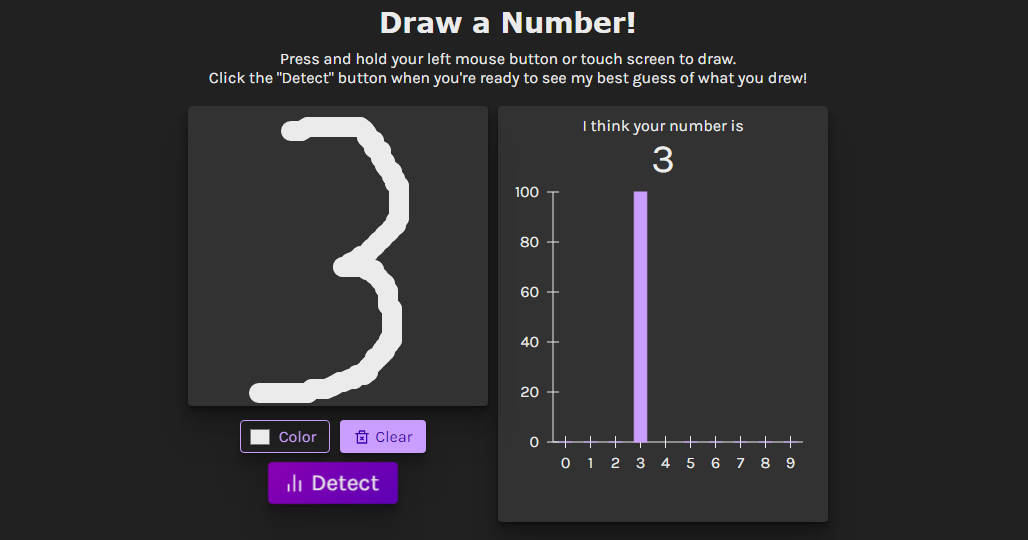 Draw a Number!
Press and hold your left mouse button or touch screen to draw.
Click the "Detect" button when you're ready to see my best guess of what you drew!
3
Color
Clear
Detect
I think your number is
3
100
80
60
40
20
0
0 1 2 3 4 5 6 7 8 9